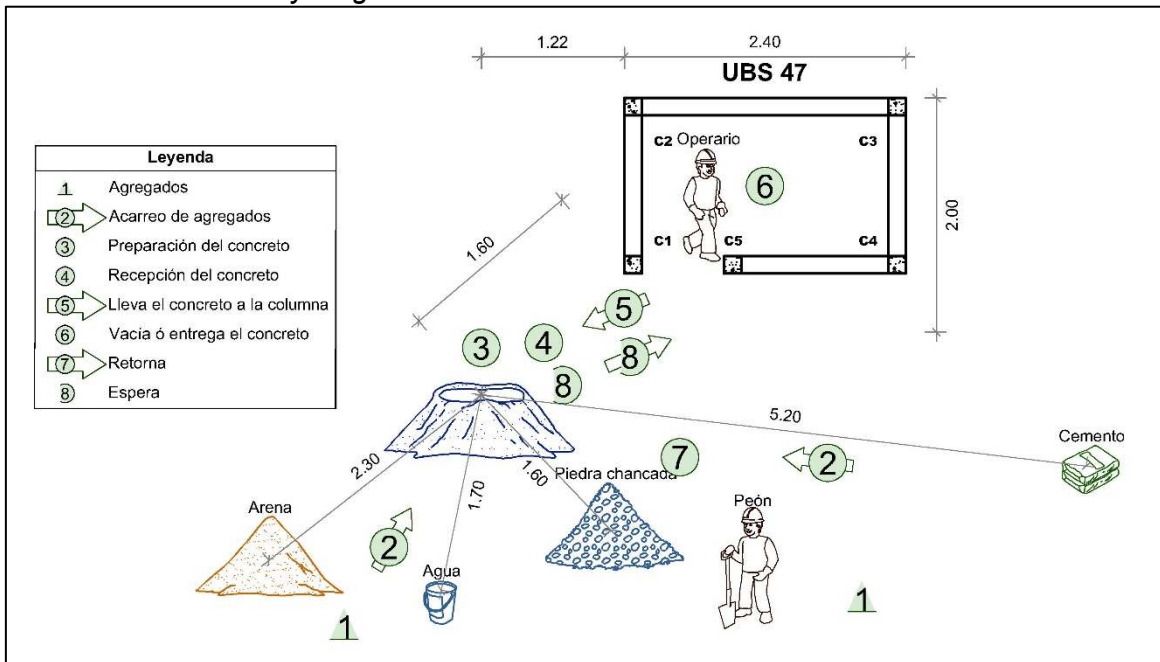 1.22
2.40
UBS 47
C2 Operario
C3
6
2.00
C1
C5
C4
Leyenda
1 Agregados
2 Acarreo de agregados
3 Preparación del concreto
4 Recepción del concreto
5 Lleva el concreto a la columna
6 Vacía ó entrega el concreto
7 Retorna
8 Espera
1.60
5
3
4
8
8
5.20
Cemento
2.30
1.70
1.60
7
2
Piedra chancada
Arena
Peón
2
Agua
1
1